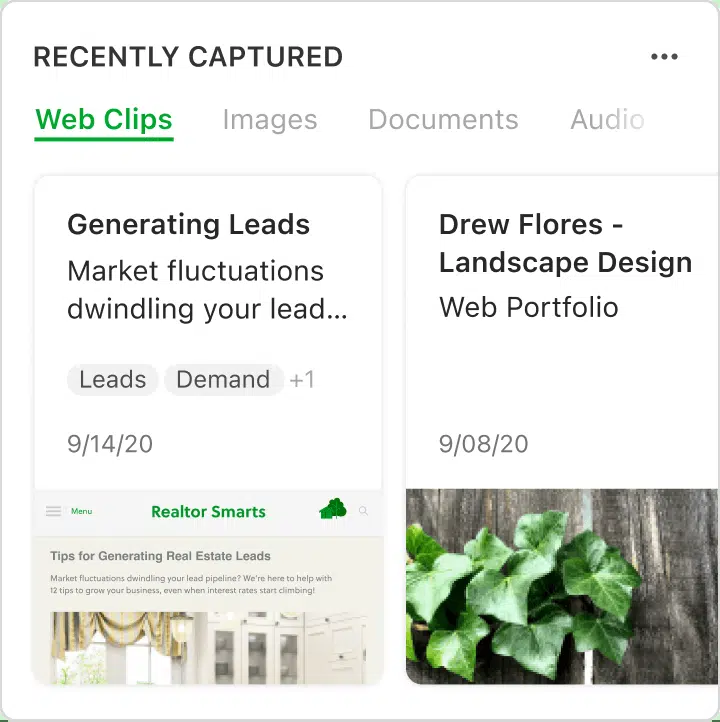 RECENTLY CAPTURED
Web Clips Images Documents Audio
Generating Leads
Market fluctuations
dwindling your lead...
Leads Demand +1
9/14/20
Menu Realtor Smarts
Tips for Generating Real Estate Leads
Market fluctuations dwindling your lead pipeline? We're here to help with
12 tips to grow your business, even when interest rates start climbing!
Drew Flores -
Landscape Design
Web Portfolio
9/08/20